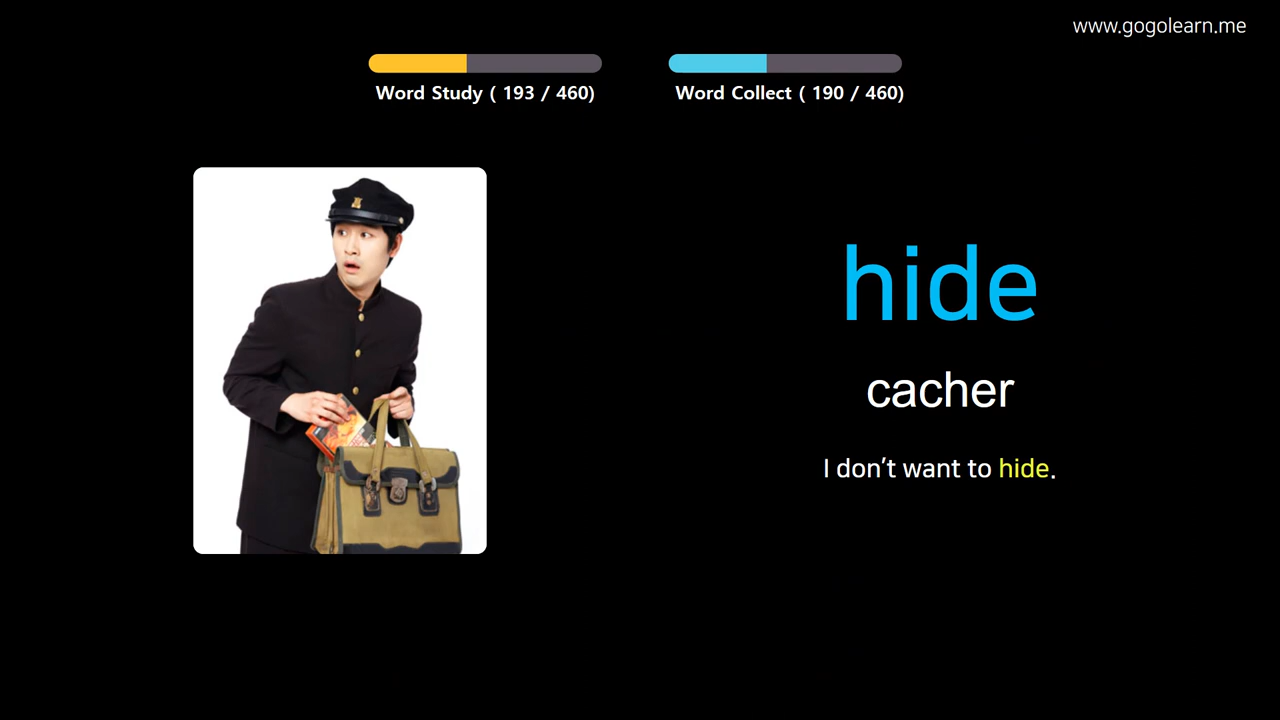 www.gogolearn.me
Word Study ( 193 / 460)
Word Collect ( 190 / 460)
hide
cacher
I don’t want to hide.